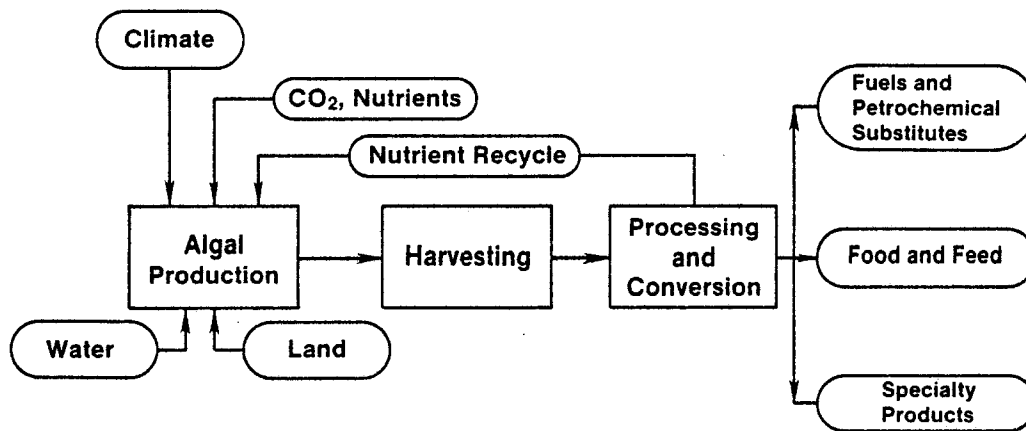 Climate
CO₂, Nutrients
Nutrient Recycle
Algal
Production
Harvesting
Processing
and
Conversion
Fuels and
Petrochemical
Substitutes
Food and Feed
Water
Land
Specialty
Products